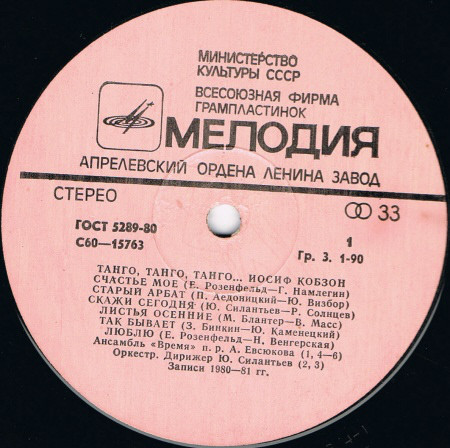 МИНИСТЕРСТВО
КУЛЬТУРЫ СССР
ВСЕСОЮЗНАЯ ФИРМА
ГРАМПЛАСТИНОК
МЕЛОДИЯ
АПРЕЛЕВСКИЙ ОРДЕНА ЛЕНИНА ЗАВОД
СТЕРЕО
33
ГОСТ 5289-80
С60—15763
1
Гр. 3. 1-90
ТАНГО, ТАНГО, ТАНГО... ИОСИФ КОБЗОН
СЧАСТЬЕ МОЕ (Е. Розенфельд—Г. Намлегин)
СТАРЫЙ АРБАТ (П. Аедоницкий—Ю. Визбор)
СКАЖИ СЕГОДНЯ (Ю. Силантьев—Р. Солнцев)
ЛИСТЬЯ ОСЕННИЕ (М. Блантер—В. Масс)
ТАК БЫВАЕТ (З. Бинкин—Ю. Каменецкий)
ЛЮБЛЮ (Е. Розенфельд—Н. Венгерская)
Ансамбль «Время» п. р. А. Евсюкова (1, 4—6)
Оркестр. Дирижер Ю. Силантьев (2, 3)
Записи 1980—81 гг.